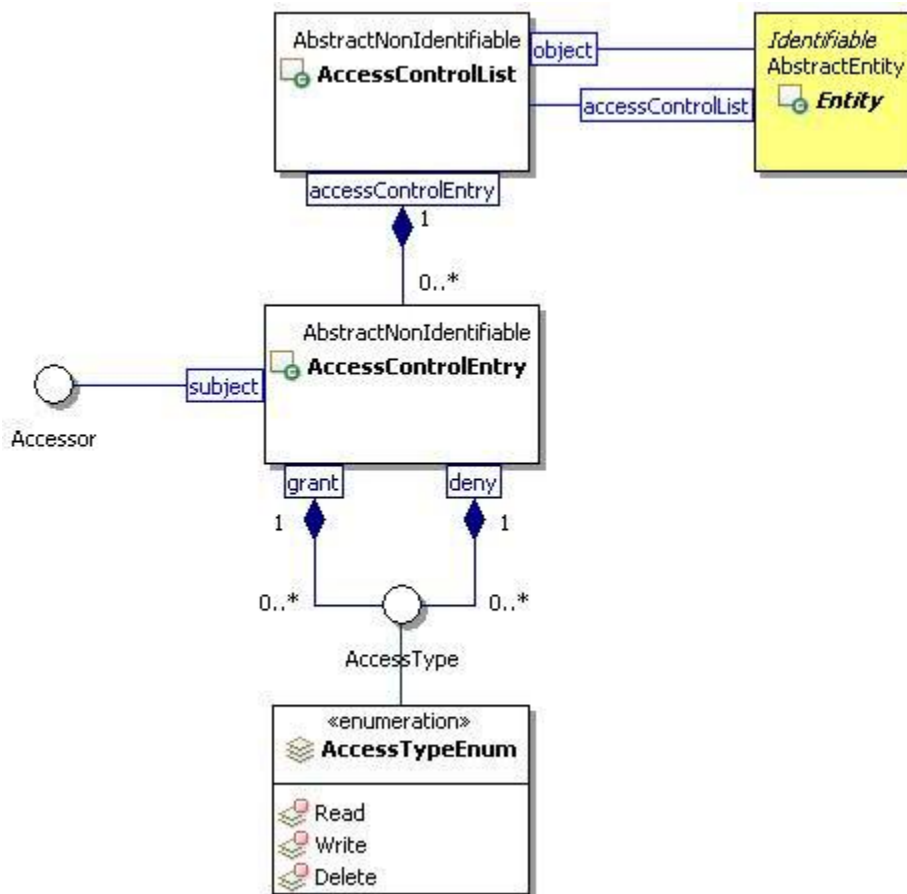 AbstractNonIdentifiable
AccessControlList
object
accessControlList
Identifiable
AbstractEntity
Entity
accessControlEntry
1
0..*
AbstractNonIdentifiable
AccessControlEntry
subject
Accessor
grant
deny
1
1
0..*
0..*
AccessType
«enumeration»
AccessTypeEnum
Read
Write
Delete